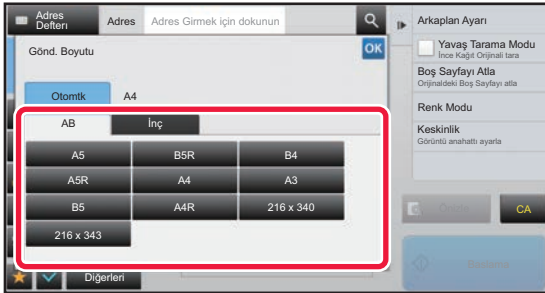 Adres
Defteri
Adres
Adres Girmek için dokunun
Gönd. Boyutu
OK
Otomtk
A4
AB
İnç
A5
B5R
B4
A5R
A4
A3
B5
A4R
216 x 340
216 x 343
Diğerleri
Arkaplan Ayarı
Yavaş Tarama Modu
İnce Kağıt Orijinali tara
Boş Sayfayı Atla
Orijinaldeki Boş Sayfayı atla
Renk Modu
Keskinlik
Görüntü anahattı ayarla
CA